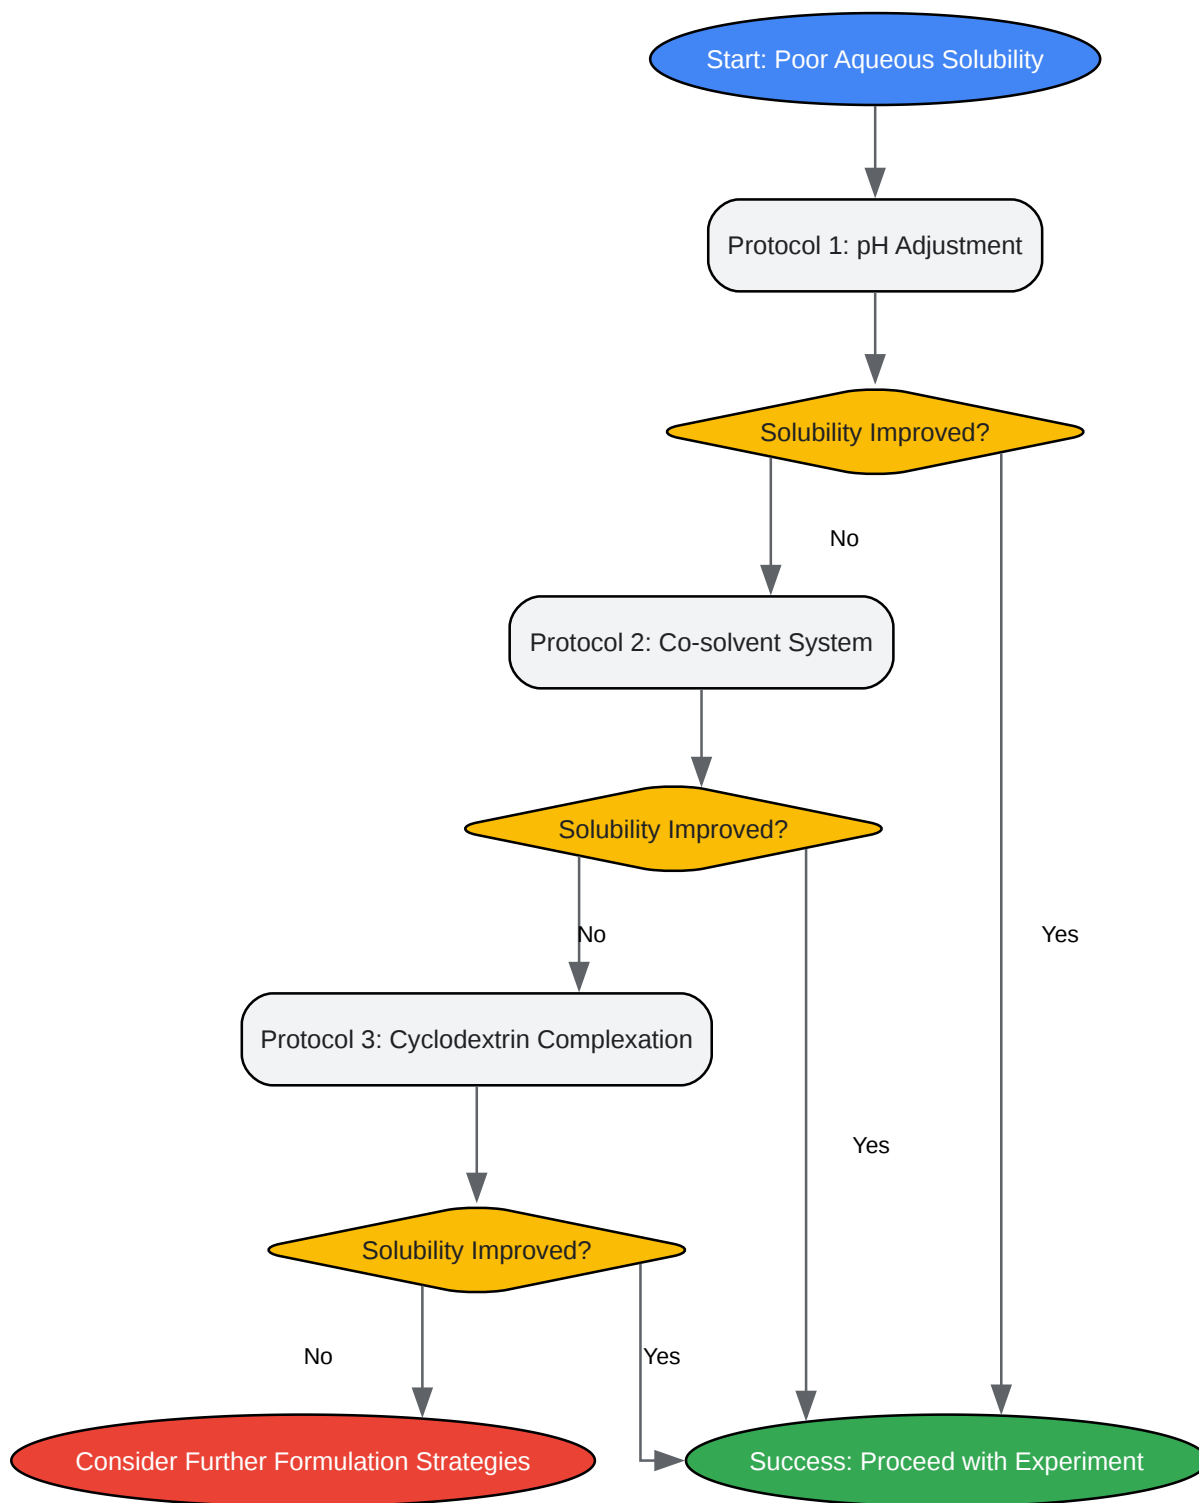 Start: Poor Aqueous Solubility
Protocol 1: pH Adjustment
Solubility Improved?
No
Protocol 2: Co-solvent System
Solubility Improved?
No
Yes
Protocol 3: Cyclodextrin Complexation
Yes
Solubility Improved?
No
Yes
Consider Further Formulation Strategies
Success: Proceed with Experiment